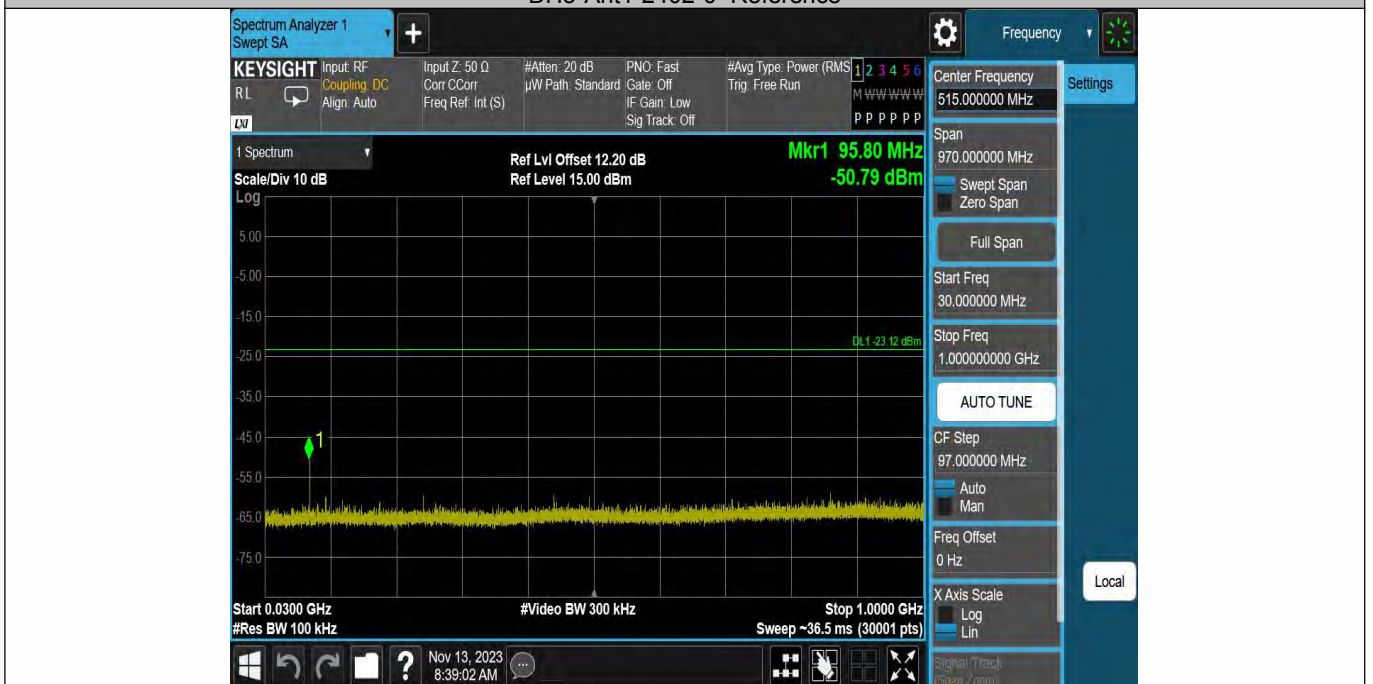 Spectrum Analyzer 1
Swept SA
+
Frequency
KEYSIGHT
RL
LXI
Input: RF
Coupling: DC
Align: Auto
Input Z: 50 Ω
Corr CCorr
Freq Ref: Int (S)
#Atten: 20 dB
µW Path: Standard
PNO: Fast
Gate: Off
IF Gain: Low
Sig Track: Off
#Avg Type: Power (RMS
Trig: Free Run
1 2 3 4 5 6
M W W W W W
P P P P P P
Center Frequency
515.000000 MHz
Settings
1 Spectrum
Scale/Div 10 dB
Log
Ref Lvl Offset 12.20 dB
Ref Level 15.00 dBm
Mkr1 95.80 MHz
-50.79 dBm
Span
970.000000 MHz
Swept Span
Zero Span
Full Span
Start Freq
30.000000 MHz
Stop Freq
1.000000000 GHz
AUTO TUNE
CF Step
97.000000 MHz
Auto
Man
Freq Offset
0 Hz
X Axis Scale
Log
Lin
Signal Track
(Span Zoom)
Local
5.00
-5.00
-15.0
DL1 -23.12 dBm
-25.0
-35.0
-45.0
1
-55.0
-65.0
-75.0
Start 0.0300 GHz
#Res BW 100 kHz
#Video BW 300 kHz
Stop 1.0000 GHz
Sweep ~36.5 ms (30001 pts)
?
Nov 13, 2023
8:39:02 AM